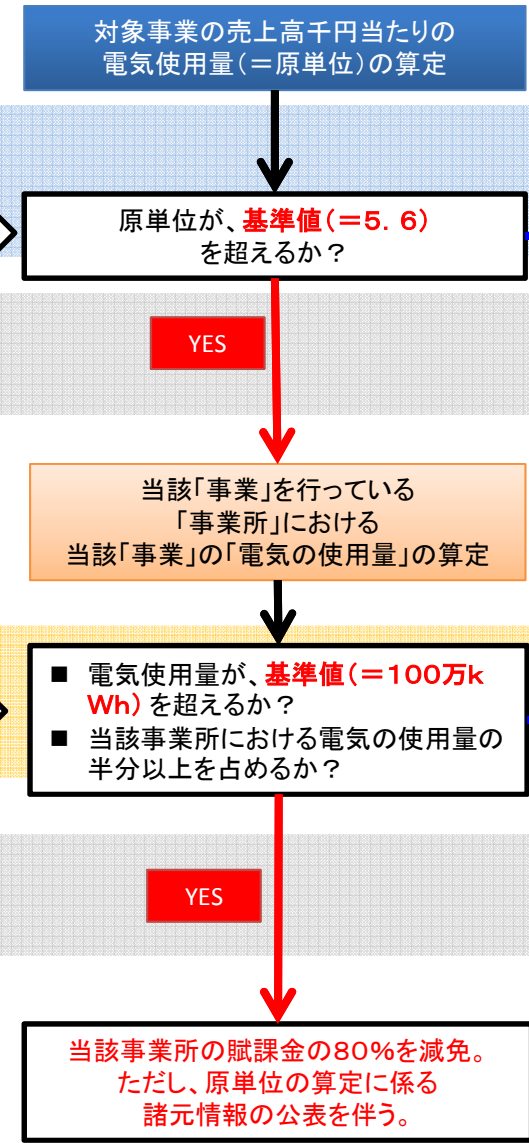 対象事業の売上高千円当たりの
電気使用量(=原単位)の算定
原単位が、基準値(=5.6)
を超えるか?
YES
当該「事業」を行っている
「事業所」における
当該「事業」の「電気の使用量」の算定
■ 電気使用量が、基準値(=100万k
Wh)を超えるか?
■ 当該事業所における電気の使用量の
半分以上を占めるか?
YES
当該事業所の賦課金の80%を減免。
ただし、原単位の算定に係る
諸元情報の公表を伴う。